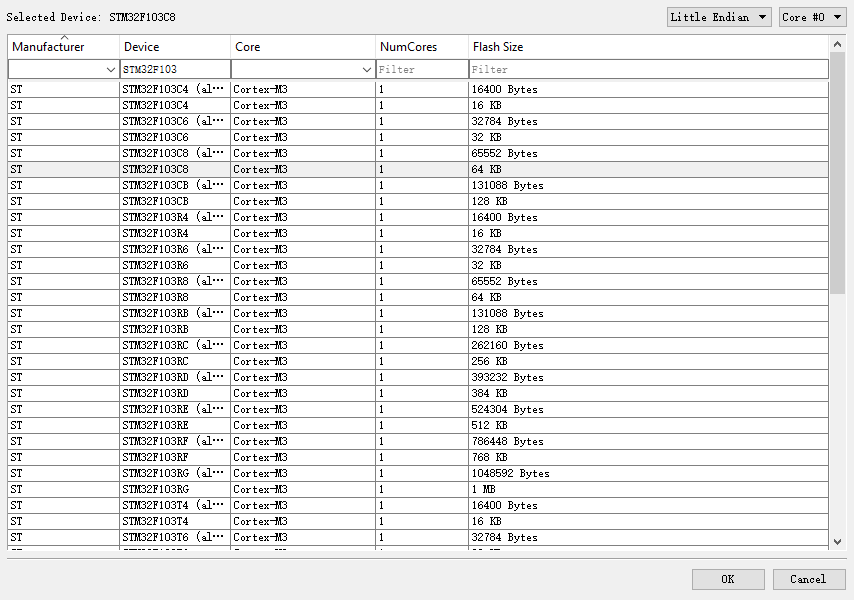 Selected Device: STM32F103C8 Little Endian Core #0
Manufacturer Device Core NumCores Flash Size
STM32F103 Filter Filter
ST STM32F103C4 (al... Cortex-M3 1 16400 Bytes
ST STM32F103C4 Cortex-M3 1 16 KB
ST STM32F103C6 (al... Cortex-M3 1 32784 Bytes
ST STM32F103C6 Cortex-M3 1 32 KB
ST STM32F103C8 (al... Cortex-M3 1 65552 Bytes
ST STM32F103C8 Cortex-M3 1 64 KB
ST STM32F103CB (al... Cortex-M3 1 131088 Bytes
ST STM32F103CB Cortex-M3 1 128 KB
ST STM32F103R4 (al... Cortex-M3 1 16400 Bytes
ST STM32F103R4 Cortex-M3 1 16 KB
ST STM32F103R6 (al... Cortex-M3 1 32784 Bytes
ST STM32F103R6 Cortex-M3 1 32 KB
ST STM32F103R8 (al... Cortex-M3 1 65552 Bytes
ST STM32F103R8 Cortex-M3 1 64 KB
ST STM32F103RB (al... Cortex-M3 1 131088 Bytes
ST STM32F103RB Cortex-M3 1 128 KB
ST STM32F103RC (al... Cortex-M3 1 262160 Bytes
ST STM32F103RC Cortex-M3 1 256 KB
ST STM32F103RD (al... Cortex-M3 1 393232 Bytes
ST STM32F103RD Cortex-M3 1 384 KB
ST STM32F103RE (al... Cortex-M3 1 524304 Bytes
ST STM32F103RE Cortex-M3 1 512 KB
ST STM32F103RF (al... Cortex-M3 1 786448 Bytes
ST STM32F103RF Cortex-M3 1 768 KB
ST STM32F103RG (al... Cortex-M3 1 1048592 Bytes
ST STM32F103RG Cortex-M3 1 1 MB
ST STM32F103T4 (al... Cortex-M3 1 16400 Bytes
ST STM32F103T4 Cortex-M3 1 16 KB
ST STM32F103T6 (al... Cortex-M3 1 32784 Bytes
OK Cancel